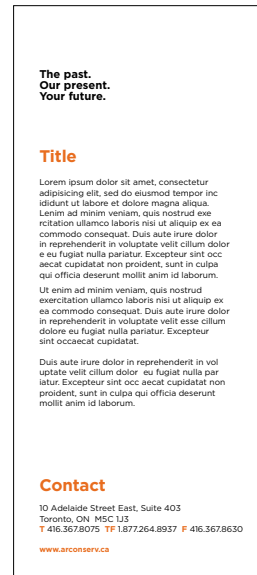 The past.
Our present.
Your future.
Title
Lorem ipsum dolor sit amet, consectetur
adipisicing elit, sed do eiusmod tempor inc
ididunt ut labore et dolore magna aliqua.
Lenim ad minim veniam, quis nostrud exe
rcitation ullamco laboris nisi ut aliquip ex ea
commodo consequat. Duis aute irure dolor
in reprehenderit in voluptate velit cillum dolor
e eu fugiat nulla pariatur. Excepteur sint occ
aecat cupidatat non proident, sunt in culpa
qui officia deserunt mollit anim id laborum.
Ut enim ad minim veniam, quis nostrud
exercitation ullamco laboris nisi ut aliquip ex
ea commodo consequat. Duis aute irure dolor
in reprehenderit in voluptate velit esse cillum
dolore eu fugiat nulla pariatur. Excepteur
sint occaecat cupidatat.
Duis aute irure dolor in reprehenderit in vol
uptate velit cillum dolor eu fugiat nulla par
iatur. Excepteur sint occ aecat cupidatat non
proident, sunt in culpa qui officia deserunt
mollit anim id laborum.
Contact
10 Adelaide Street East, Suite 403
Toronto, ON M5C 1J3
T 416.367.8075 TF 1.877.264.8937 F 416.367.8630
www.arconserv.ca